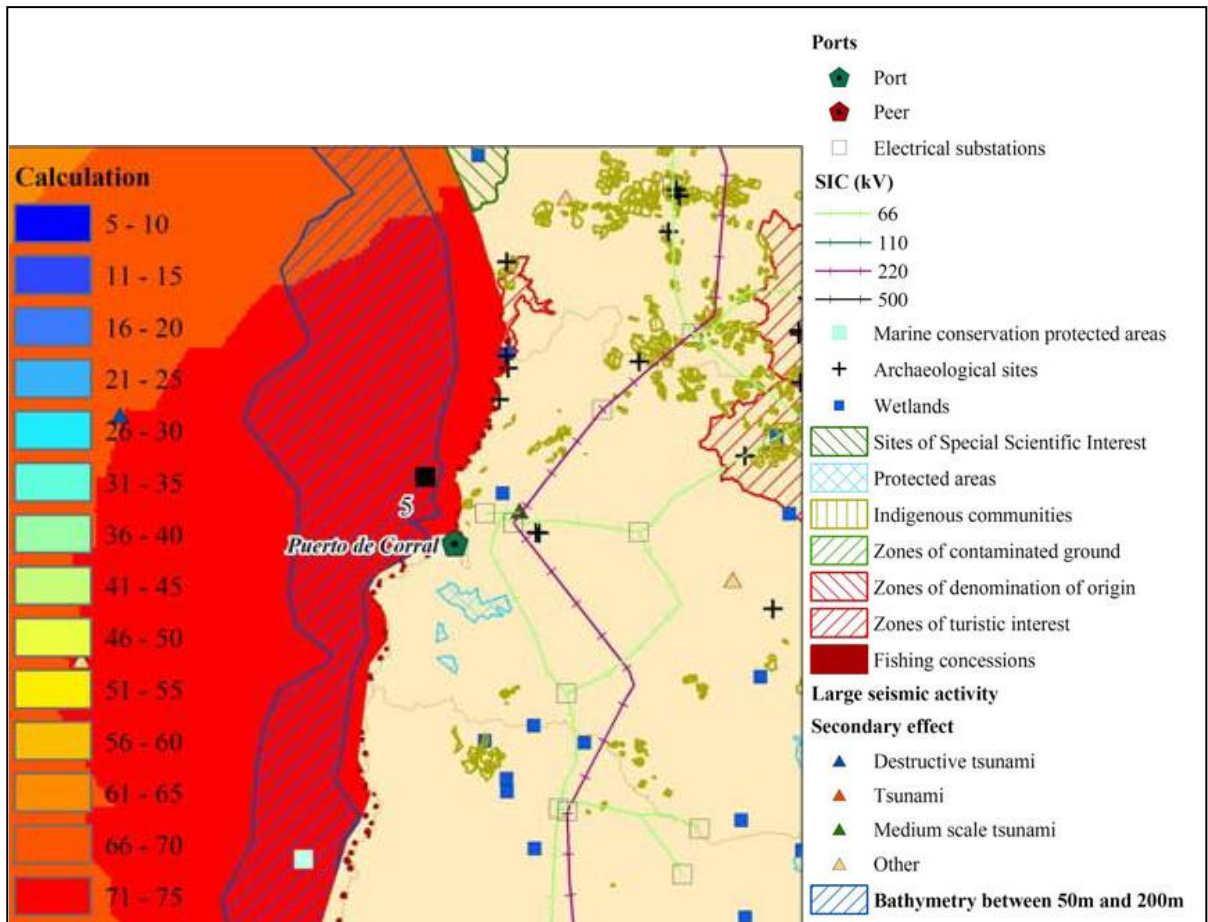 Calculation
5 - 10
11 - 15
16 - 20
21 - 25
26 - 30
31 - 35
36 - 40
41 - 45
46 - 50
51 - 55
56 - 60
61 - 65
66 - 70
71 - 75
5
Puerto de Corral
Ports
Port
Peer
Electrical substations
SIC (kV)
66
110
220
500
Marine conservation protected areas
Archaeological sites
Wetlands
Sites of Special Scientific Interest
Protected areas
Indigenous communities
Zones of contaminated ground
Zones of denomination of origin
Zones of turistic interest
Fishing concessions
Large seismic activity
Secondary effect
Destructive tsunami
Tsunami
Medium scale tsunami
Other
Bathymetry between 50m and 200m